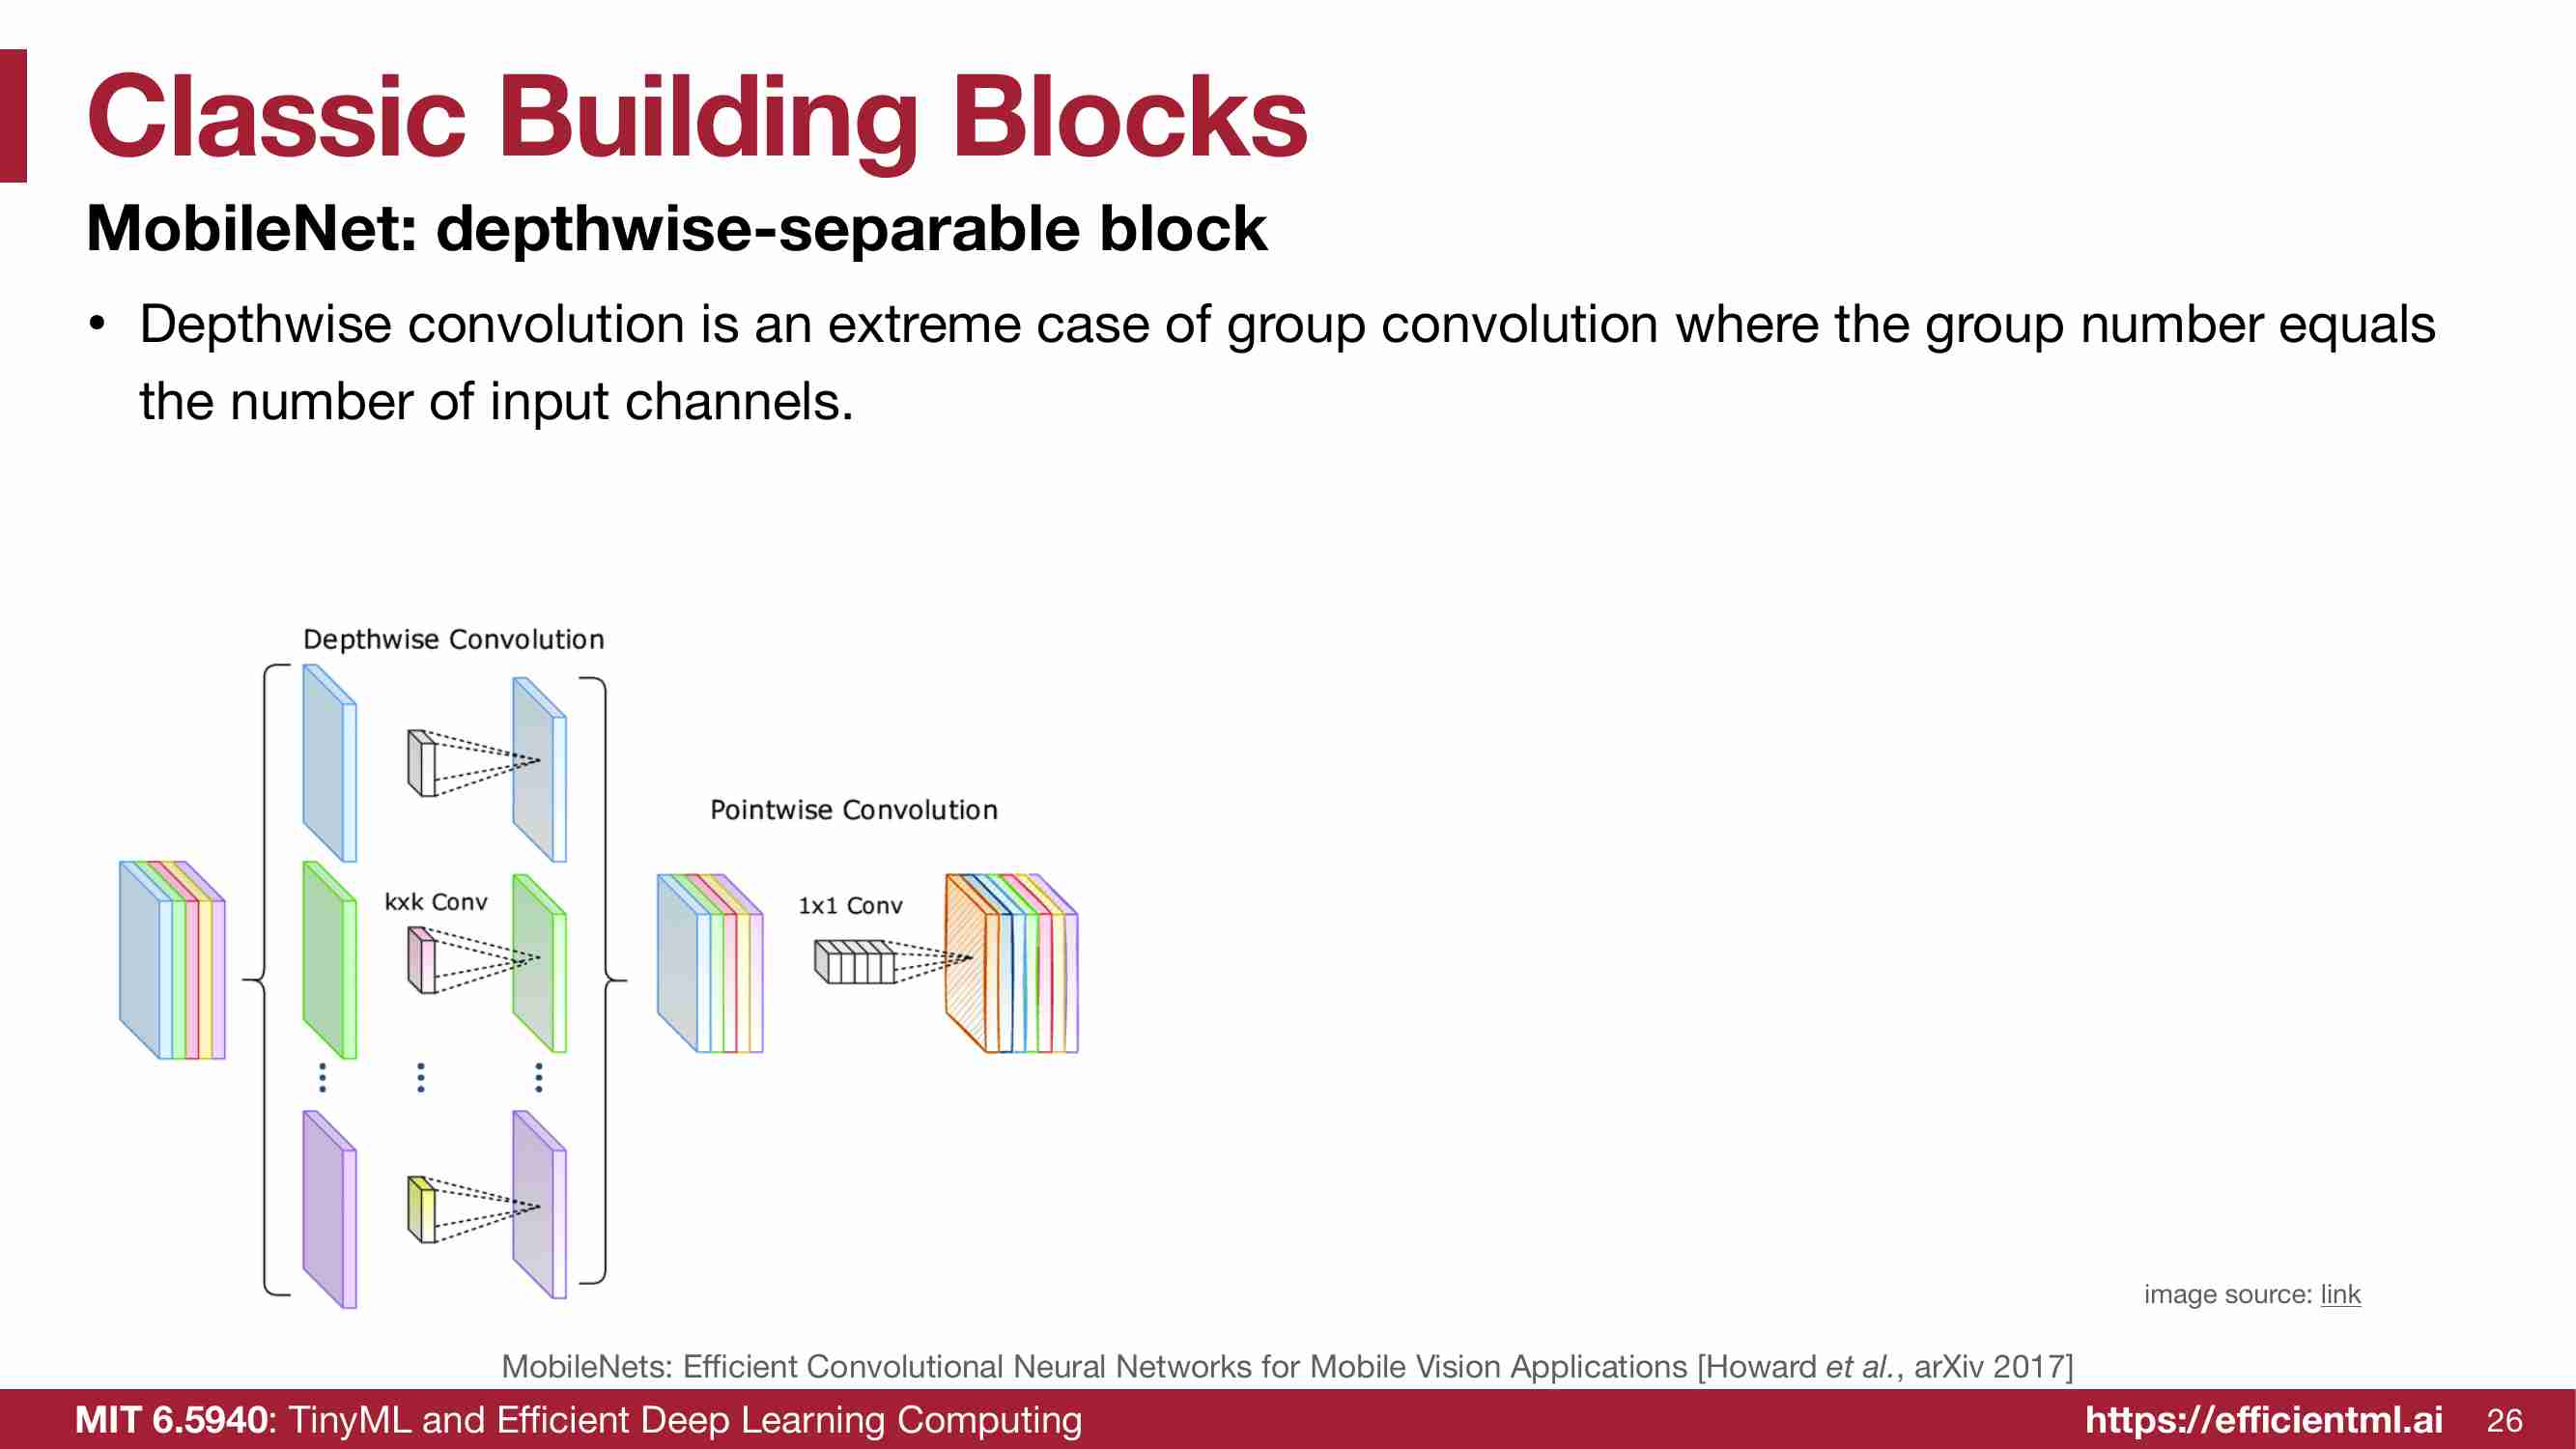 Classic Building Blocks
MobileNet: depthwise-separable block
• Depthwise convolution is an extreme case of group convolution where the group number equals
the number of input channels.
Depthwise Convolution
Pointwise Convolution
kxk Conv
1x1 Conv
image source: link
MobileNets: Efficient Convolutional Neural Networks for Mobile Vision Applications [Howard et al., arXiv 2017]
MIT 6.5940: TinyML and Efficient Deep Learning Computing
https://efficientml.ai 26